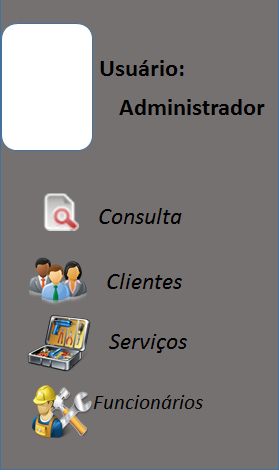 Usuário:
Administrador
Consulta
Clientes
Serviços
Funcionários